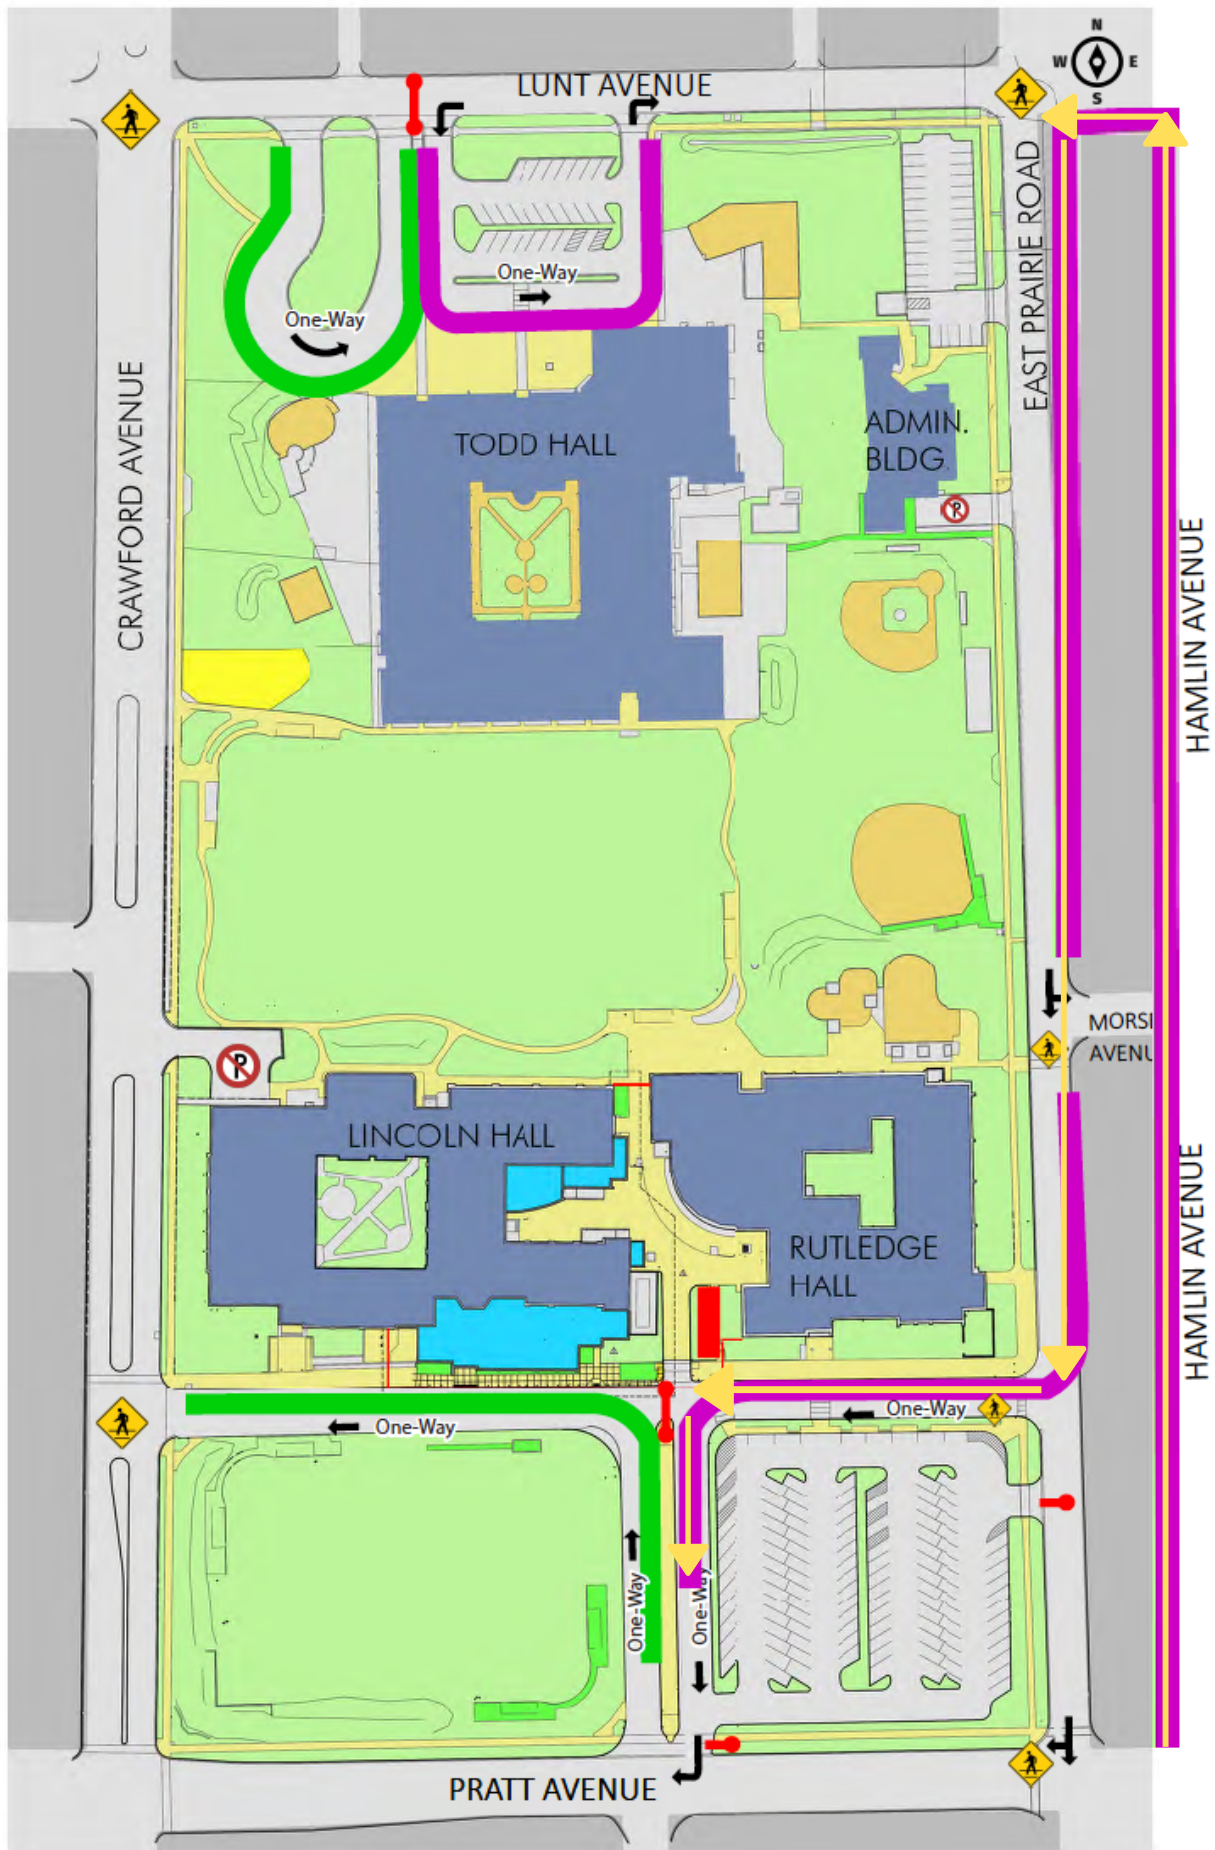 N
W E
S
LUNT AVENUE
One-Way
One-Way
EAST PRAIRIE ROAD
CRAWFORD AVENUE
TODD HALL
ADMIN.
BLDG.
P
HAMLIN AVENUE
MORSI
AVENU
P
LINCOLN HALL
RUTLEDGE
HALL
HAMLIN AVENUE
One-Way
One-Way
One-Way
One-Way
PRATT AVENUE